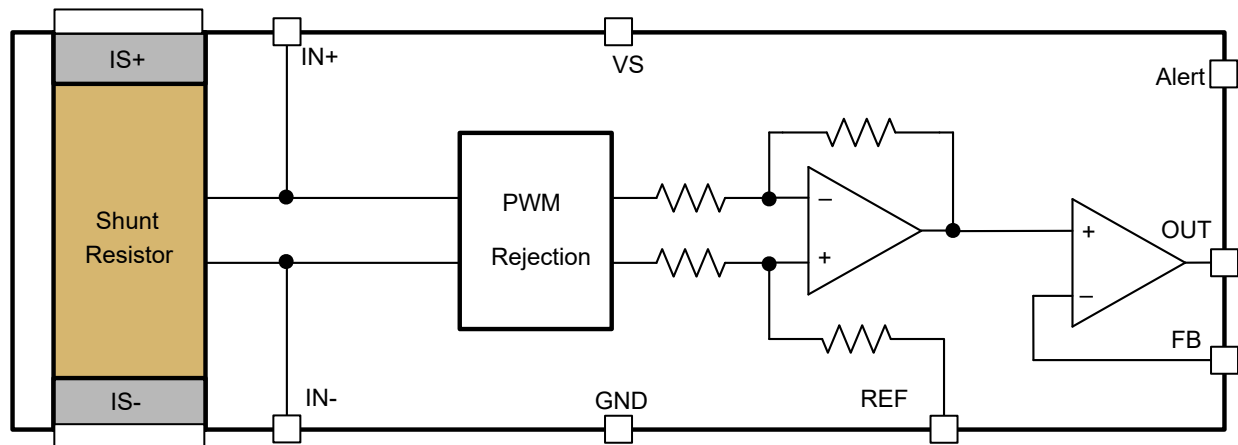 IS+
IN+
VS
Alert
Shunt
Resistor
PWM
Rejection
−
+
+
−
OUT
FB
IS-
IN-
GND
REF